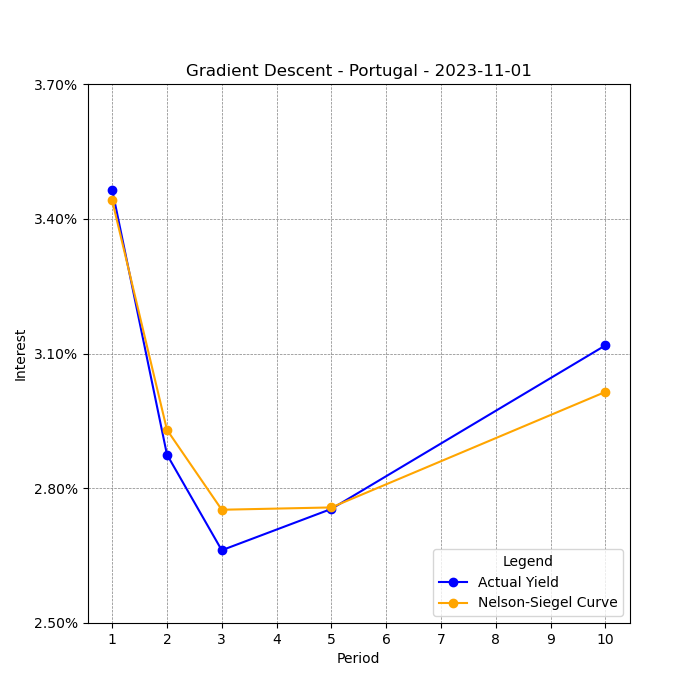 Gradient Descent - Portugal - 2023-11-01
3.70%
3.40%
3.10%
2.80%
2.50%
Interest
1 2 3 4 5 6 7 8 9 10
Period
Legend
Actual Yield
Nelson-Siegel Curve